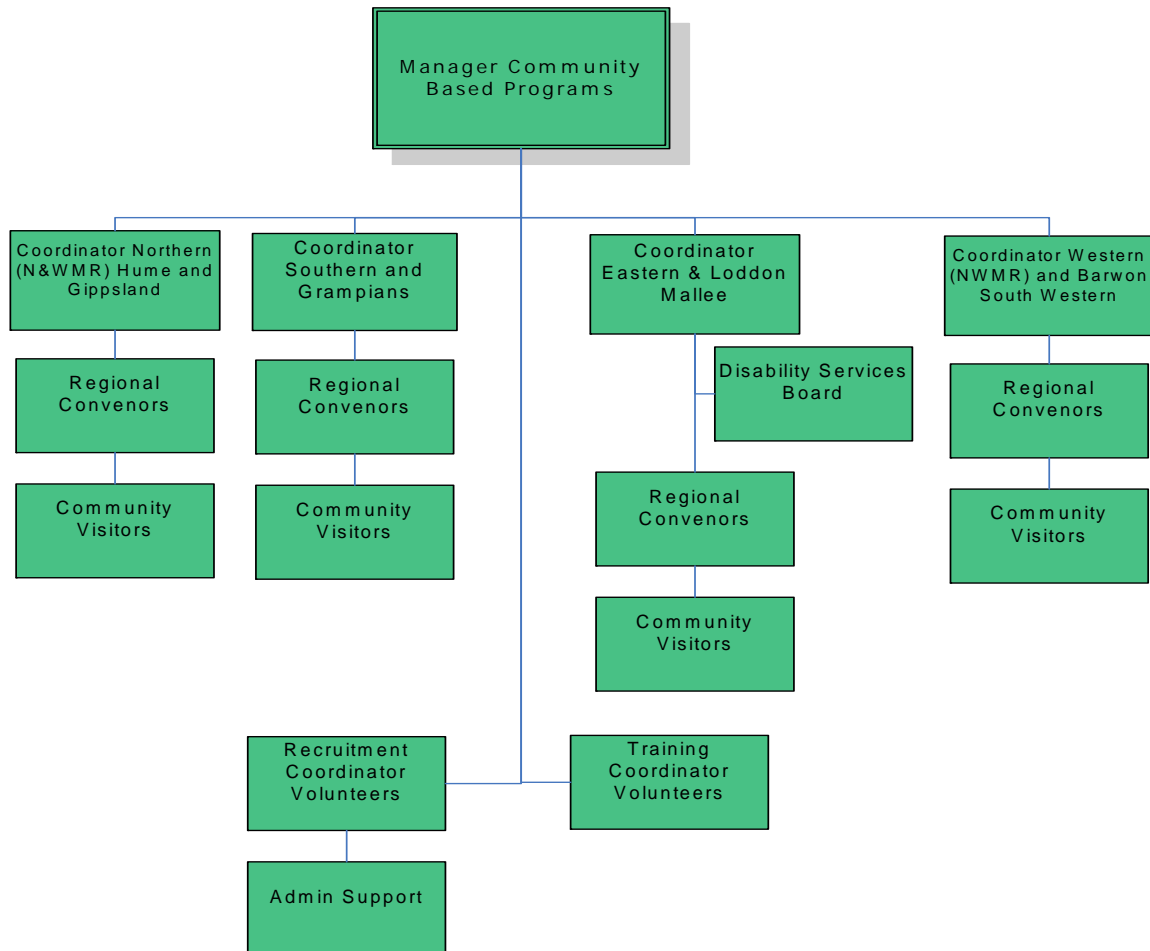 Manager Community
Based Programs
Coordinator Northern
(N&WMR) Hume and
Gippsland
Coordinator
Southern and
Grampians
Coordinator
Eastern & Loddon
Mallee
Coordinator Western
(NWMR) and Barwon
South Western
Regional
Convenors
Regional
Convenors
Disability Services
Board
Regional
Convenors
Community
Visitors
Community
Visitors
Regional
Convenors
Community
Visitors
Community
Visitors
Recruitment
Coordinator
Volunteers
Training
Coordinator
Volunteers
Admin Support